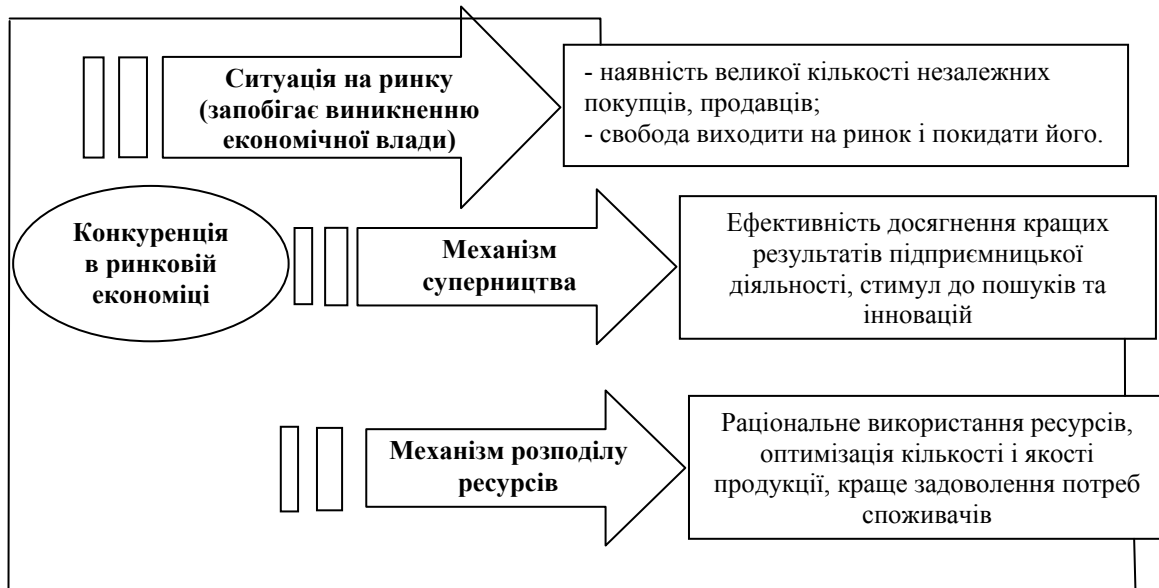 Ситуація на ринку
(запобігає виникненню
економічної влади)
- наявність великої кількості незалежних
покупців, продавців;
- свобода виходити на ринок і покидати його.
Конкуренція
в ринковій
економіці
Механізм
суперництва
Ефективність досягнення кращих
результатів підприємницької
діяльності, стимул до пошуків та
інновацій
Механізм розподілу
ресурсів
Раціональне використання ресурсів,
оптимізація кількості і якості
продукції, краще задоволення потреб
споживачів